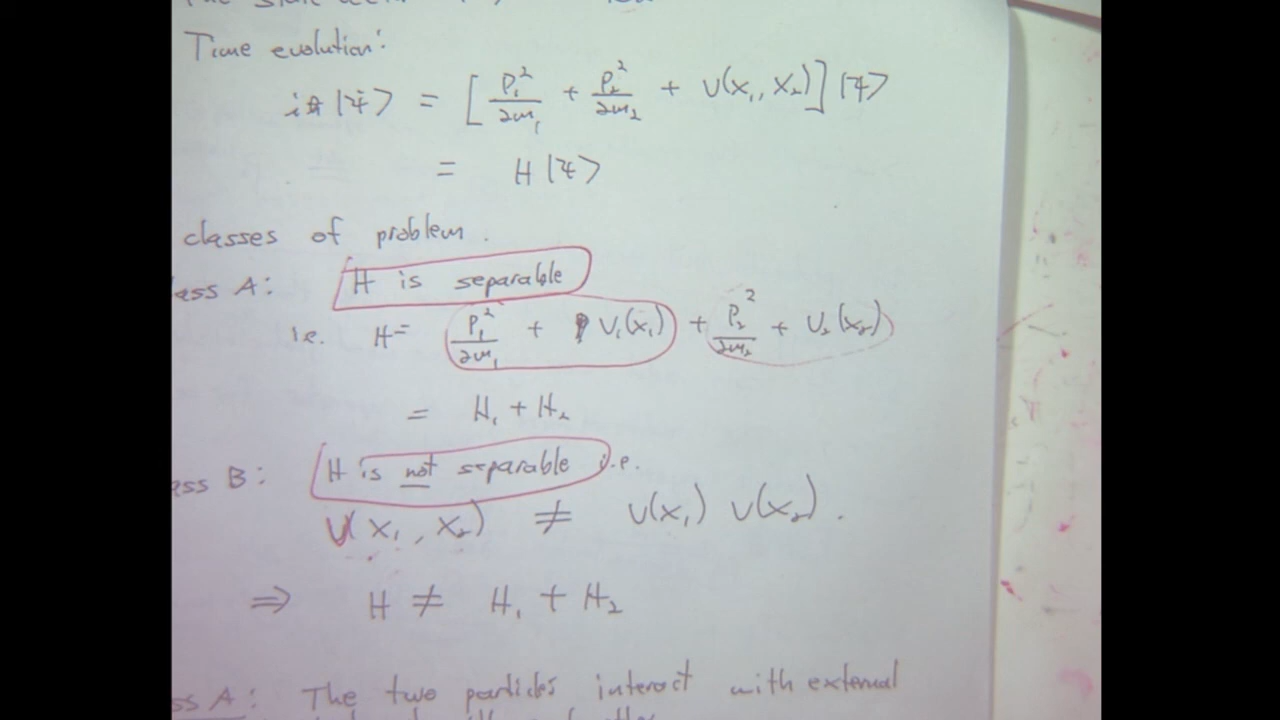 Time evolution:
iħ |ψ̇> = [ P₁²/2m₁ + P₂²/2m₂ + V(x₁, x₂) ] |ψ>
= H |ψ>
classes of problem.
ass A: H is separable
i.e. H = P₁²/2m₁ + V₁(x₁) + P₂²/2m₂ + V₂(x₂)
= H₁ + H₂
ass B: H is not separable i.e.
V(x₁, x₂) ≠ V(x₁) V(x₂).
⇒ H ≠ H₁ + H₂
ss A: The two particles interact with external